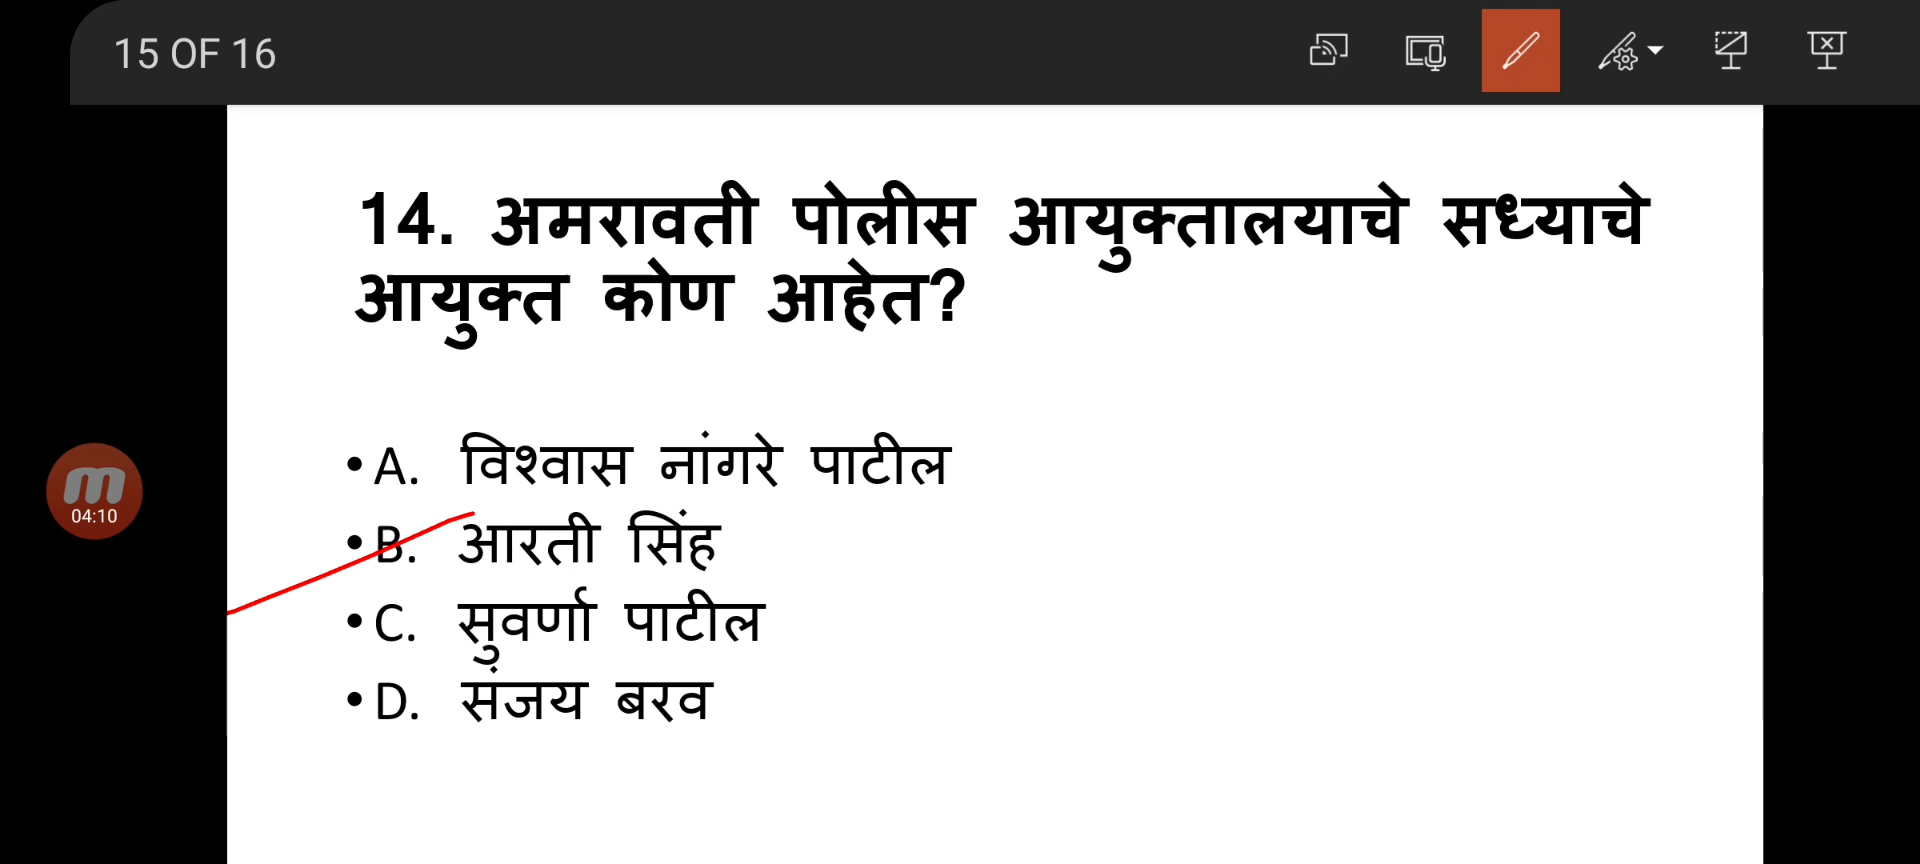 15 OF 16
14. अमरावती पोलीस आयुक्तालयाचे सध्याचे
आयुक्त कोण आहेत?
• A. विश्वास नांगरे पाटील
• B. आरती सिंह
• C. सुवर्णा पाटील
• D. संजय बरव
m
04:10